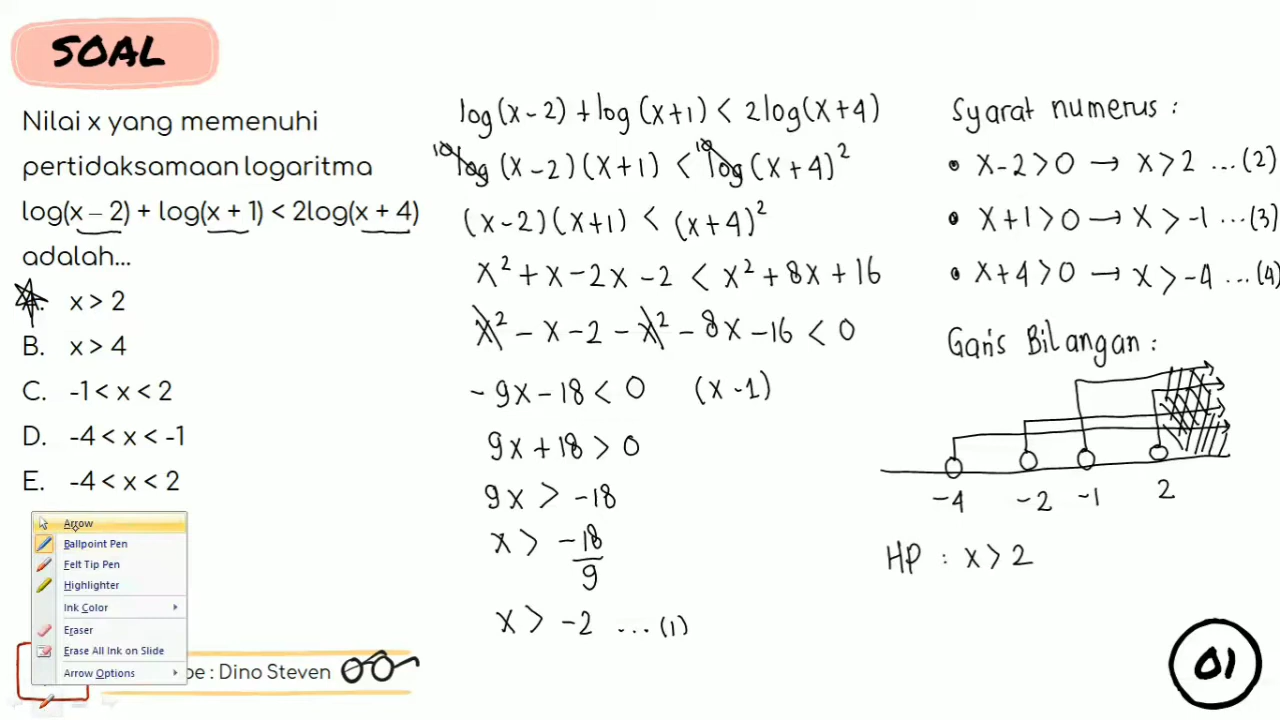 SOAL
Nilai x yang memenuhi
pertidaksamaan logaritma
log(x – 2) + log(x + 1) < 2log(x + 4)
adalah...
A. x > 2
B. x > 4
C. -1 < x < 2
D. -4 < x < -1
E. -4 < x < 2
Arrow
Ballpoint Pen
Felt Tip Pen
Highlighter
Ink Color
Eraser
Erase All Ink on Slide
Arrow Options
be : Dino Steven
log(x-2) + log(x+1) < 2log(x+4)
¹⁰log (x-2)(x+1) < ¹⁰log(x+4)²
(x-2)(x+1) < (x+4)²
x² + x - 2x - 2 < x² + 8x + 16
x² - x - 2 - x² - 8x - 16 < 0
- 9x - 18 < 0 (x -1)
9x + 18 > 0
9x > -18
x > -18/9
x > -2 ...(1)
Syarat numerus :
• x-2>0 → x>2 ...(2)
• x+1>0 → x>-1 ...(3)
• x+4>0 → x>-4 ...(4)
Garis Bilangan :
-4 -2 -1 2
HP : x>2
01